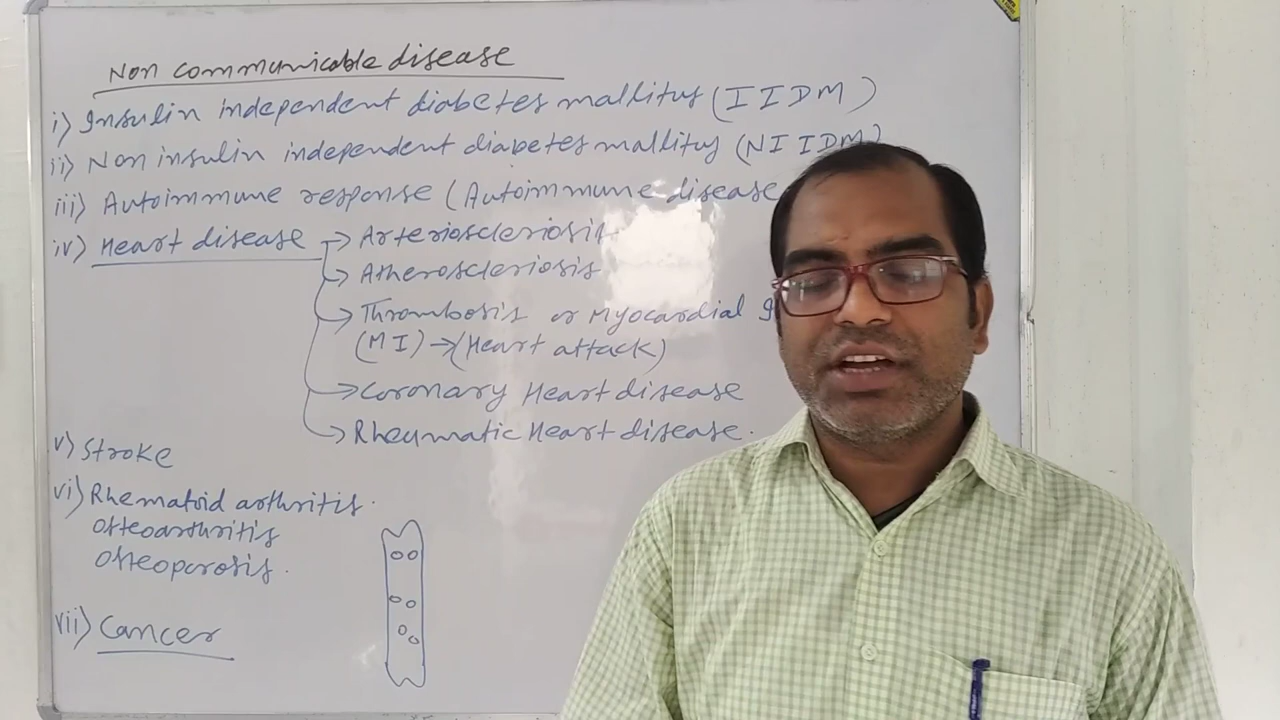 Non communicable disease
i) Insulin independent diabetes mallitus (IIDM)
ii) Non insulin independent diabetes mallitus (NIIDM)
iii) Autoimmune response (Autoimmune disease
iv) Heart disease → Arterioscleriosis
→ Atheroscleriosis
→ Thrombosis or Myocardial
(MI) → (Heart attack)
→ Coronary Heart disease
→ Rheumatic Heart disease.
v) Stroke
vi) Rhematoid arthritis.
Osteoarthritis
Osteoporosis.
vii) Cancer